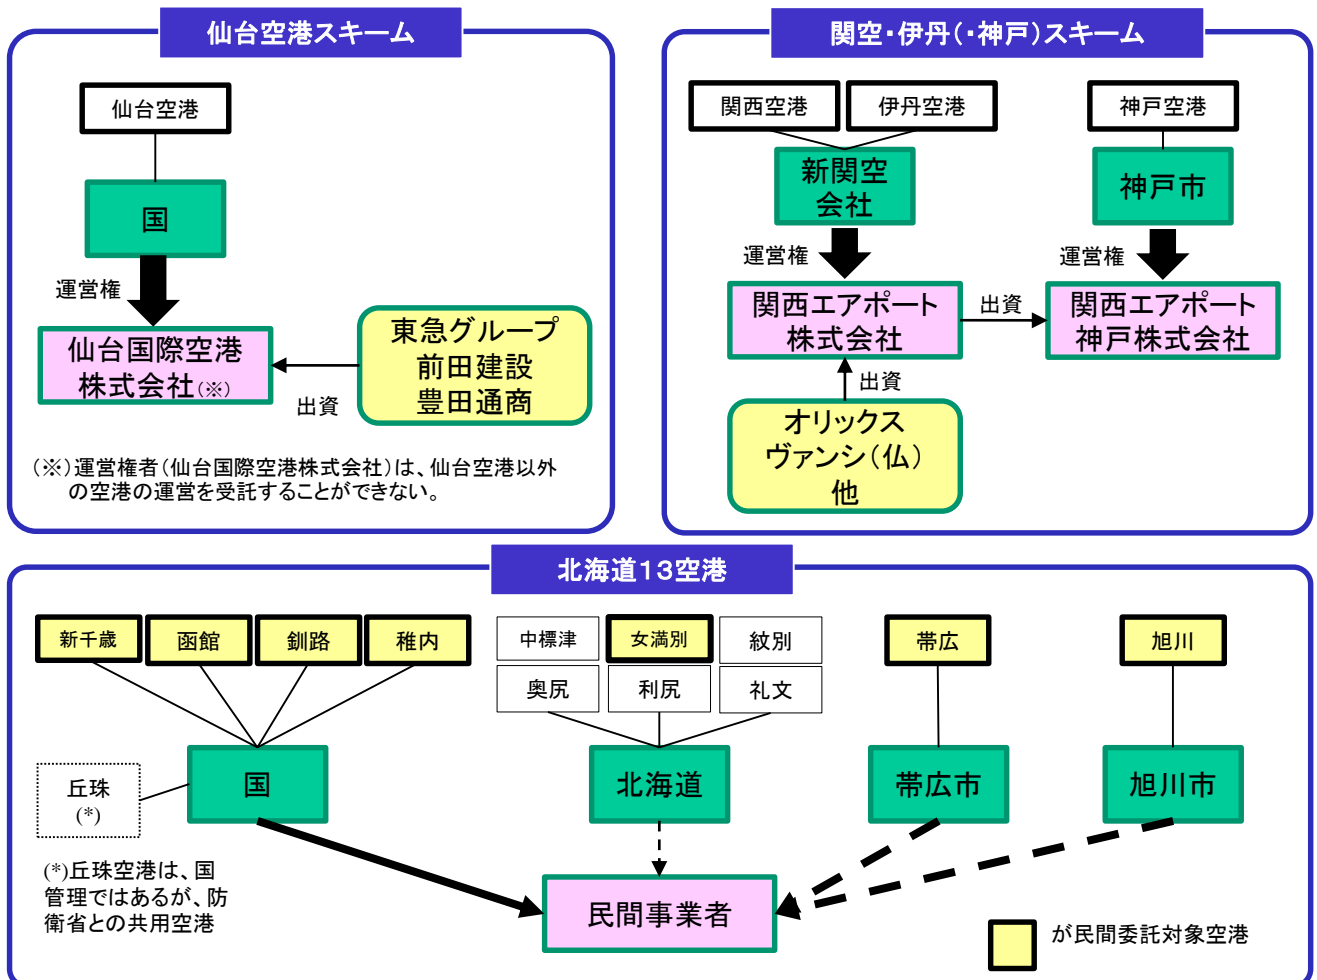 仙台空港スキーム
仙台空港
国
運営権
仙台国際空港
株式会社(※)
東急グループ
前田建設
豊田通商
出資
(※)運営権者(仙台国際空港株式会社)は、仙台空港以外
の空港の運営を受託することができない。
関空・伊丹(・神戸)スキーム
関西空港
伊丹空港
神戸空港
新関空
会社
神戸市
運営権
運営権
関西エアポート
株式会社
出資
関西エアポート
神戸株式会社
出資
オリックス
ヴァンシ(仏)
他
北海道13空港
新千歳
函館
釧路
稚内
中標津
女満別
紋別
奥尻
利尻
礼文
帯広
旭川
丘珠
(*)
国
北海道
帯広市
旭川市
(*)丘珠空港は、国
管理ではあるが、防
衛省との共用空港
民間事業者
が民間委託対象空港